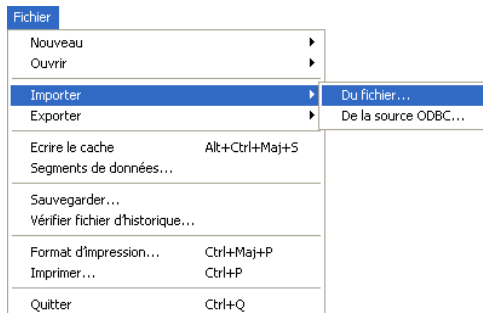 Fichier
Nouveau
Ouvrir
Importer
Du fichier...
Exporter
De la source ODBC...
Ecrire le cache Alt+Ctrl+Maj+S
Segments de données...
Sauvegarder...
Vérifier fichier d'historique...
Format d'impression... Ctrl+Maj+P
Imprimer... Ctrl+P
Quitter Ctrl+Q